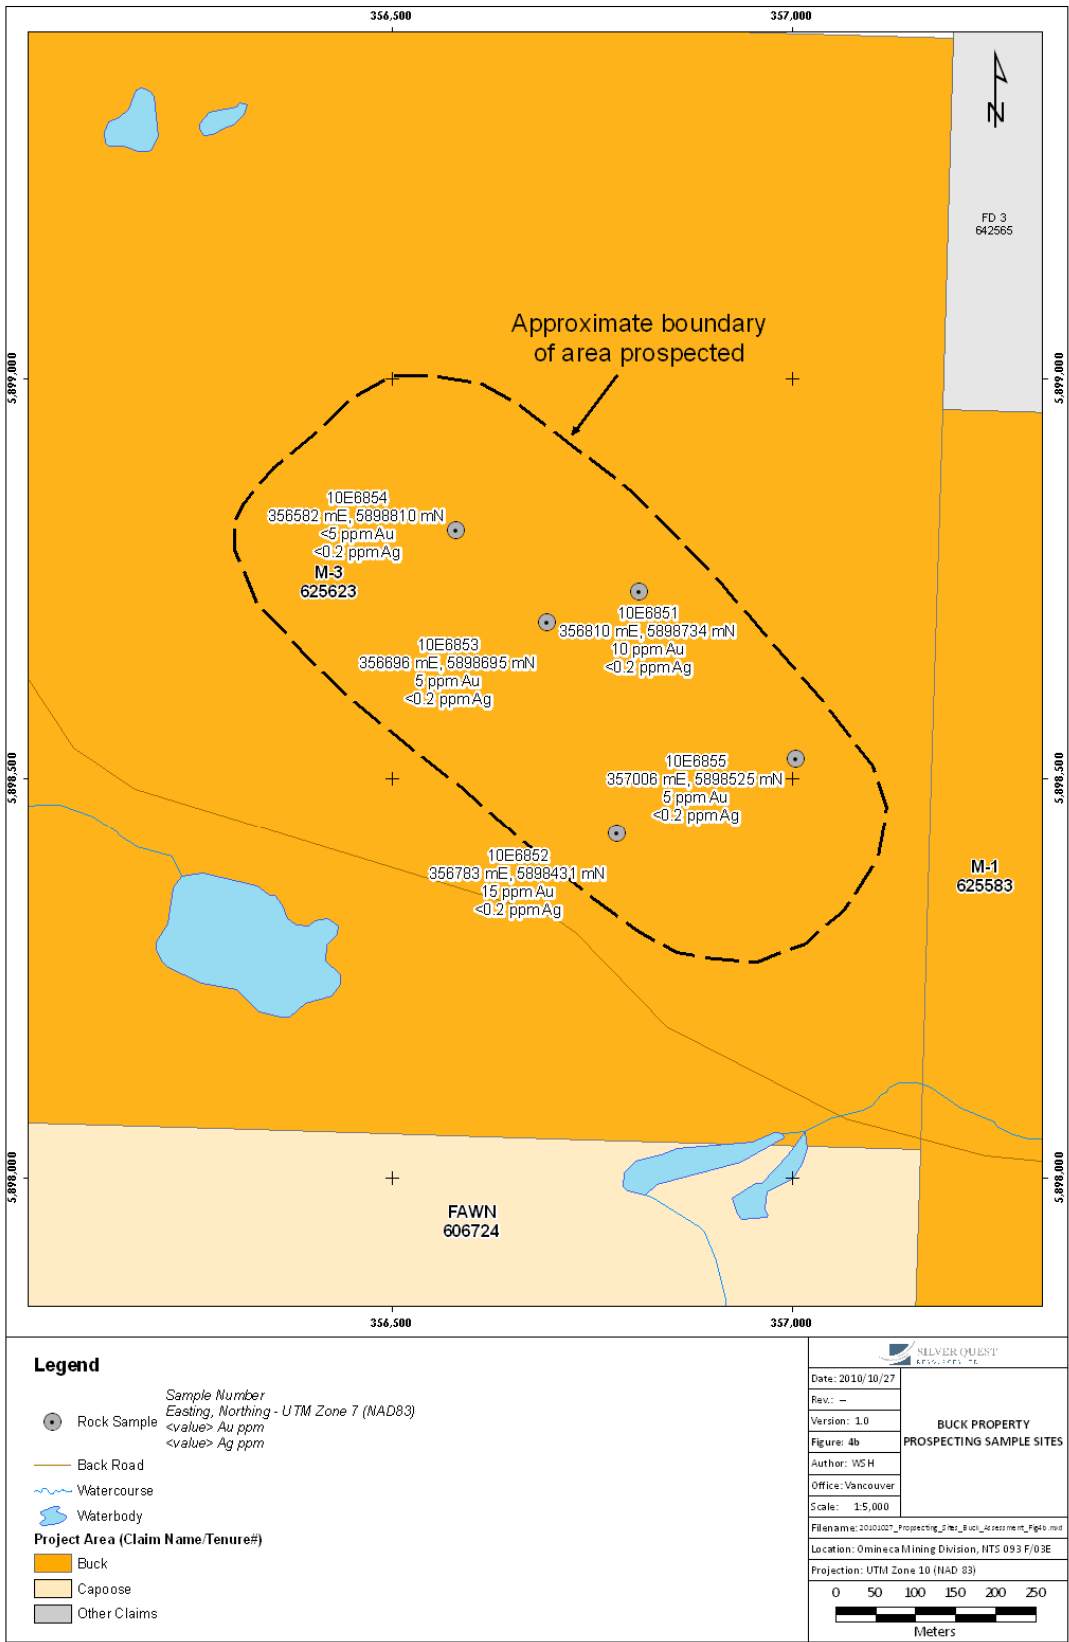 356,500
357,000
N
FD 3
642565
Approximate boundary
of area prospected
5,899,000
5,899,000
10E6854
356582 mE, 5898810 mN
<5 ppm Au
<0.2 ppm Ag
M-3
625623
10E6851
356810 mE, 5898734 mN
10 ppm Au
<0.2 ppm Ag
10E6853
356696 mE, 5898695 mN
5 ppm Au
<0.2 ppm Ag
10E6855
357006 mE, 5898525 mN
5 ppm Au
<0.2 ppm Ag
5,898,500
5,898,500
10E6852
356783 mE, 5898431 mN
15 ppm Au
<0.2 ppm Ag
M-1
625583
5,898,000
5,898,000
FAWN
606724
356,500
357,000
Legend
Rock Sample
Sample Number
Easting, Northing - UTM Zone 7 (NAD83)
<value> Au ppm
<value> Ag ppm
Back Road
Watercourse
Waterbody
Project Area (Claim Name/Tenure#)
Buck
Capoose
Other Claims
SILVER QUEST
RESOURCES LTD.
Date: 2010/10/27
Rev.: --
Version: 1.0
Figure: 4b
Author: WSH
Office: Vancouver
Scale: 1:5,000
BUCK PROPERTY
PROSPECTING SAMPLE SITES
Filename: 20101027_Propsecting_Sites_Buck_Assessment_Fig4b.mxd
Location: Omineca Mining Division, NTS 093 F/03E
Projection: UTM Zone 10 (NAD 83)
0 50 100 150 200 250
Meters